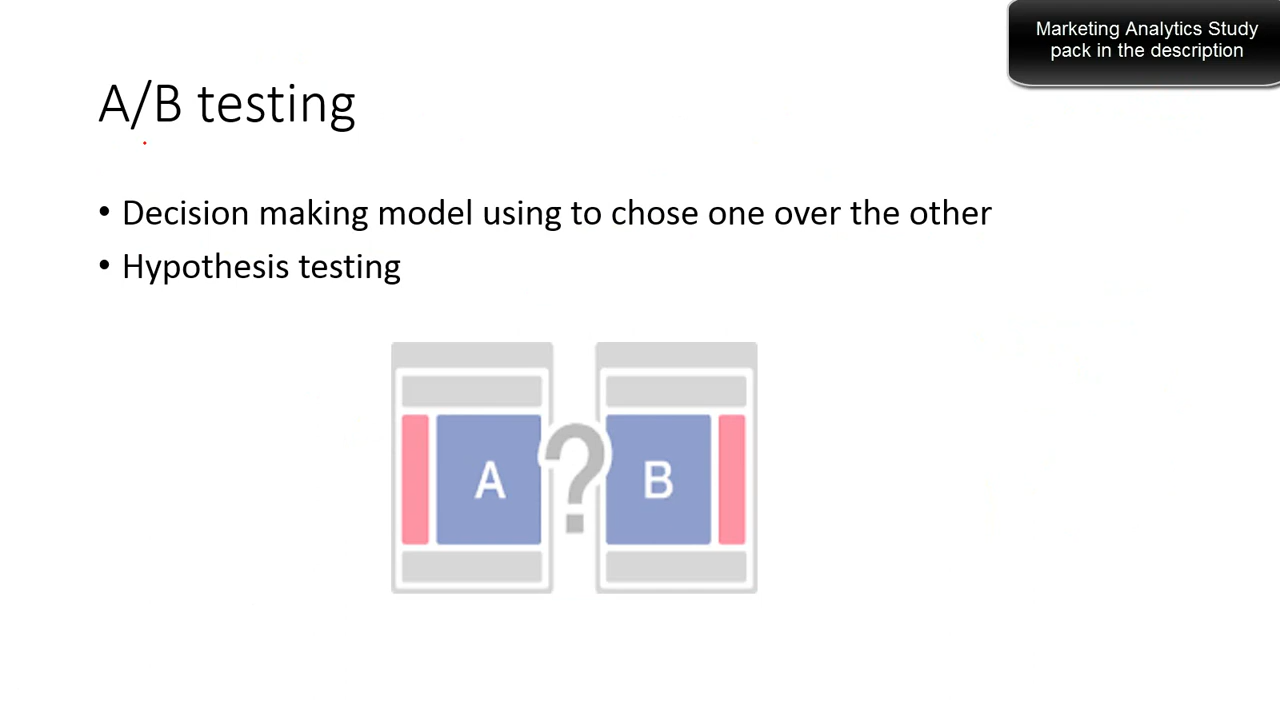 Marketing Analytics Study
pack in the description
A/B testing
• Decision making model using to chose one over the other
• Hypothesis testing
A ? B